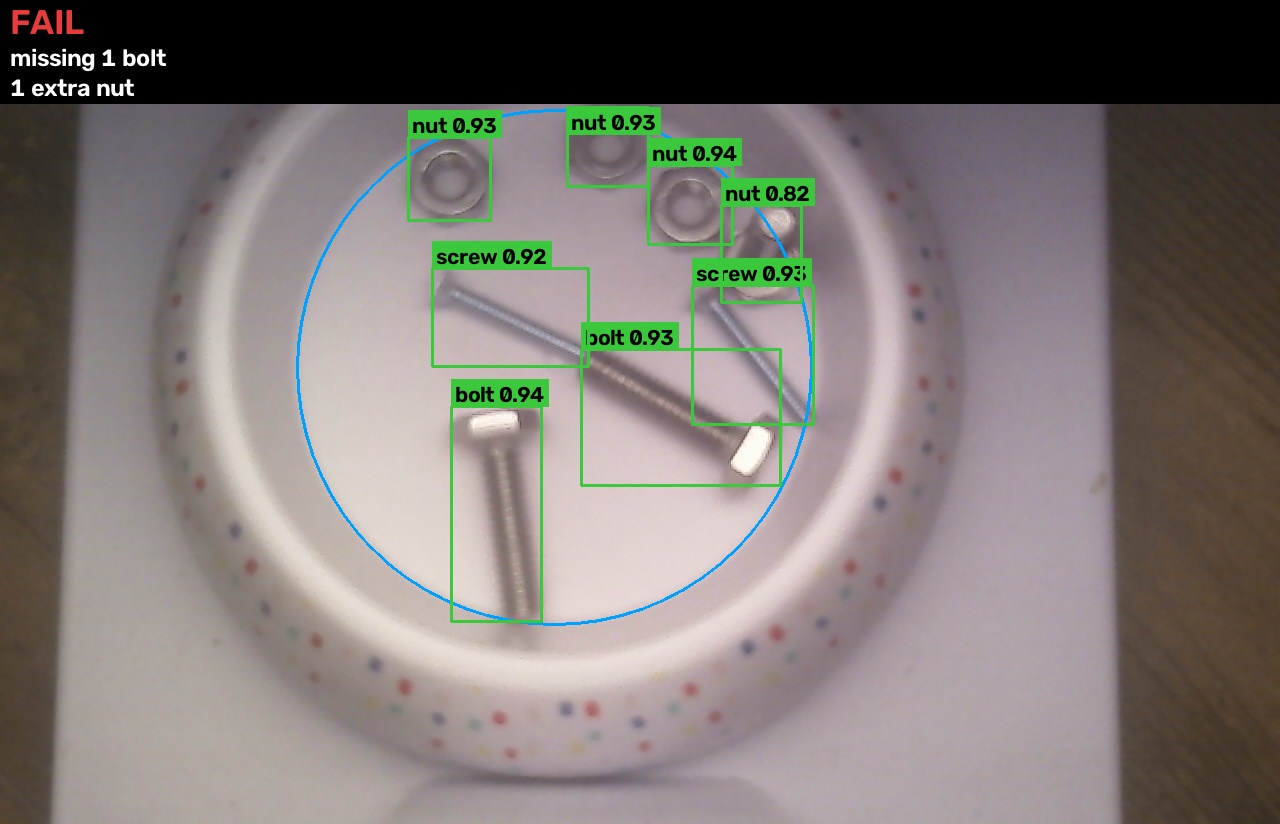 FAIL
missing 1 bolt
1 extra nut
nut 0.93
nut 0.93
nut 0.94
nut 0.82
screw 0.92
screw 0.93
bolt 0.93
bolt 0.94